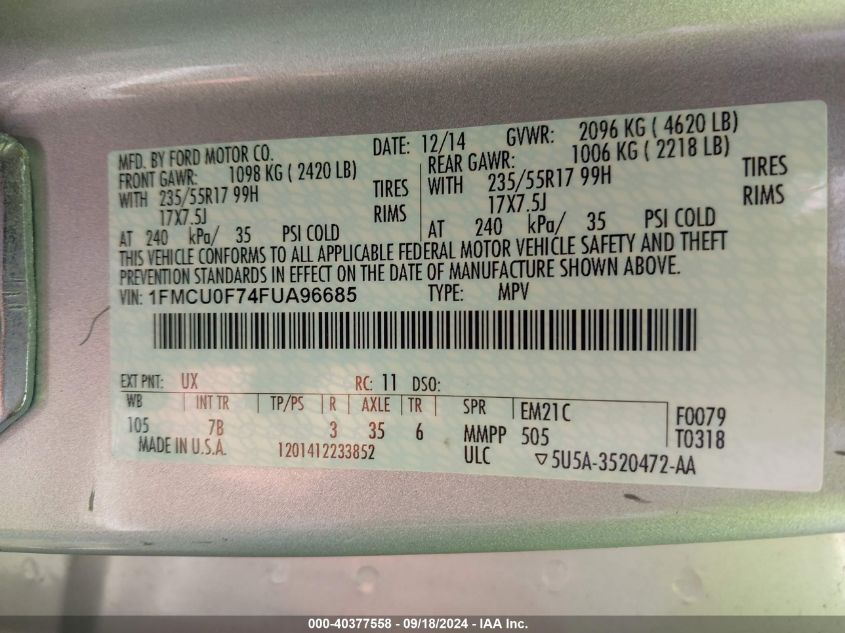 MFD. BY FORD MOTOR CO. DATE: 12/14 GVWR: 2096 KG ( 4620 LB)
FRONT GAWR: 1098 KG ( 2420 LB) REAR GAWR: 1006 KG ( 2218 LB)
WITH 235/55R17 99H TIRES WITH 235/55R17 99H TIRES
17X7.5J RIMS 17X7.5J RIMS
AT 240 kPa/ 35 PSI COLD AT 240 kPa/ 35 PSI COLD
THIS VEHICLE CONFORMS TO ALL APPLICABLE FEDERAL MOTOR VEHICLE SAFETY AND THEFT
PREVENTION STANDARDS IN EFFECT ON THE DATE OF MANUFACTURE SHOWN ABOVE.
VIN: 1FMCU0F74FUA96685 TYPE: MPV
EXT PNT: UX RC: 11 DSO:
WB INT TR TP/PS R AXLE TR SPR EM21C F0079
105 7B 3 35 6 MMPP 505 T0318
MADE IN U.S.A. 1201412233852 ULC ▽5U5A-3520472-AA
000-40377558 - 09/18/2024 - IAA Inc.